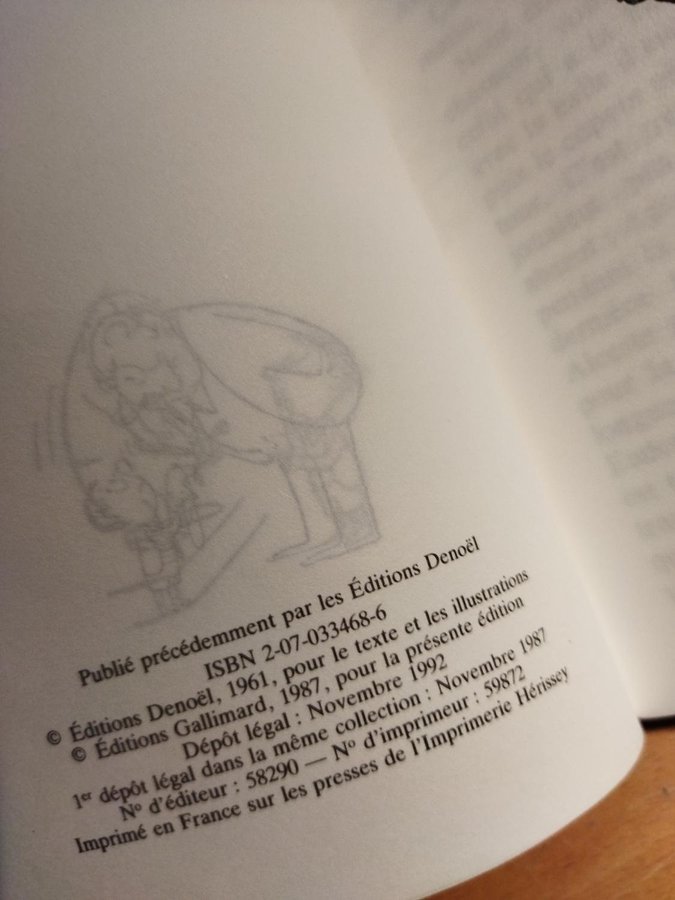 Publié précédemment par les Éditions Denoël
ISBN 2-07-033468-6
© Éditions Denoël, 1961, pour le texte et les illustrations
© Éditions Gallimard, 1987, pour la présente édition
Dépôt légal : Novembre 1992
1er dépôt légal dans la même collection : Novembre 1987
N° d'éditeur : 58290 — N° d'imprimeur : 59872
Imprimé en France sur les presses de l'Imprimerie Hérissey